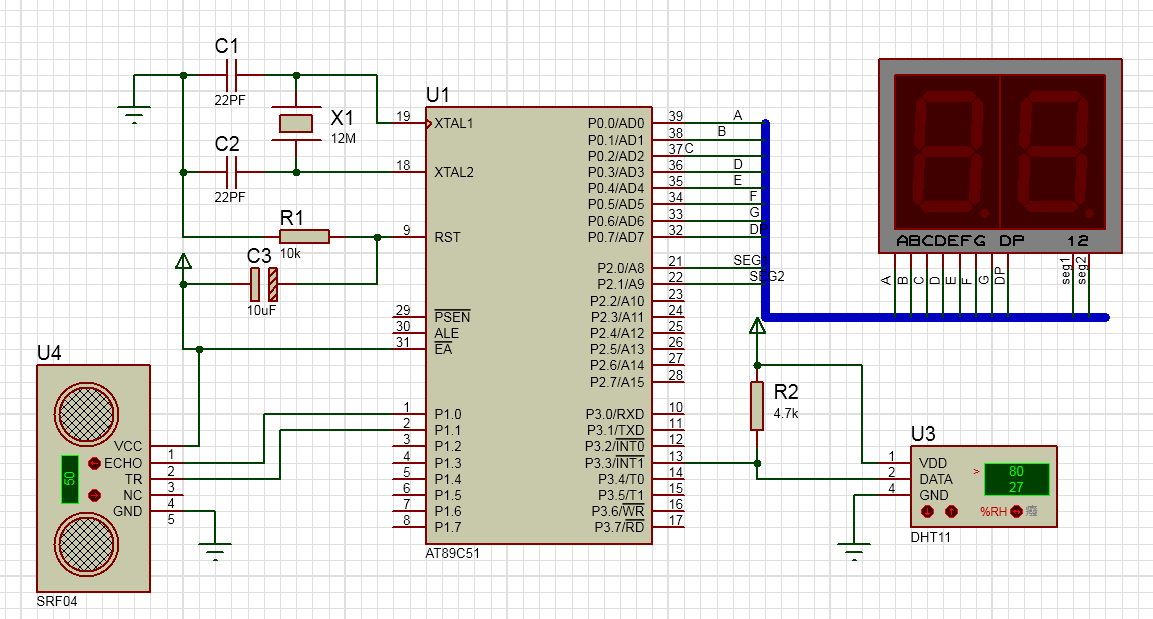 C1
22PF
X1
12M
C2
22PF
R1
10k
C3
10uF
U1
19 XTAL1
18 XTAL2
9 RST
29 PSEN
30 ALE
31 EA
1 P1.0
2 P1.1
3 P1.2
4 P1.3
5 P1.4
6 P1.5
7 P1.6
8 P1.7
P0.0/AD0 39 A
P0.1/AD1 38 B
P0.2/AD2 37 C
P0.3/AD3 36 D
P0.4/AD4 35 E
P0.5/AD5 34 F
P0.6/AD6 33 G
P0.7/AD7 32 DP
P2.0/A8 21 SEG1
P2.1/A9 22 SEG2
P2.2/A10 23
P2.3/A11 24
P2.4/A12 25
P2.5/A13 26
P2.6/A14 27
P2.7/A15 28
P3.0/RXD 10
P3.1/TXD 11
P3.2/INT0 12
P3.3/INT1 13
P3.4/T0 14
P3.5/T1 15
P3.6/WR 16
P3.7/RD 17
AT89C51
ABCDEFG DP 12
A B C D E F G DP seg1 seg2
U4
VCC 1
ECHO 2
TR 3
NC 4
GND 5
50
SRF04
R2
4.7k
U3
1 VDD
2 DATA
4 GND
> 80
27
%RH
DHT11